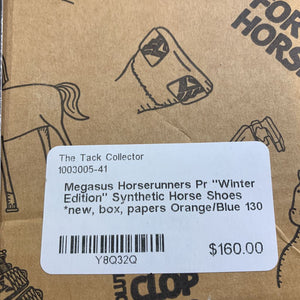 FOR
HORS
The Tack Collector
1003005-41
Megasus Horserunners Pr "Winter
Edition" Synthetic Horse Shoes
*new, box, papers Orange/Blue 130
Y8Q32Q
$160.00
CLOP